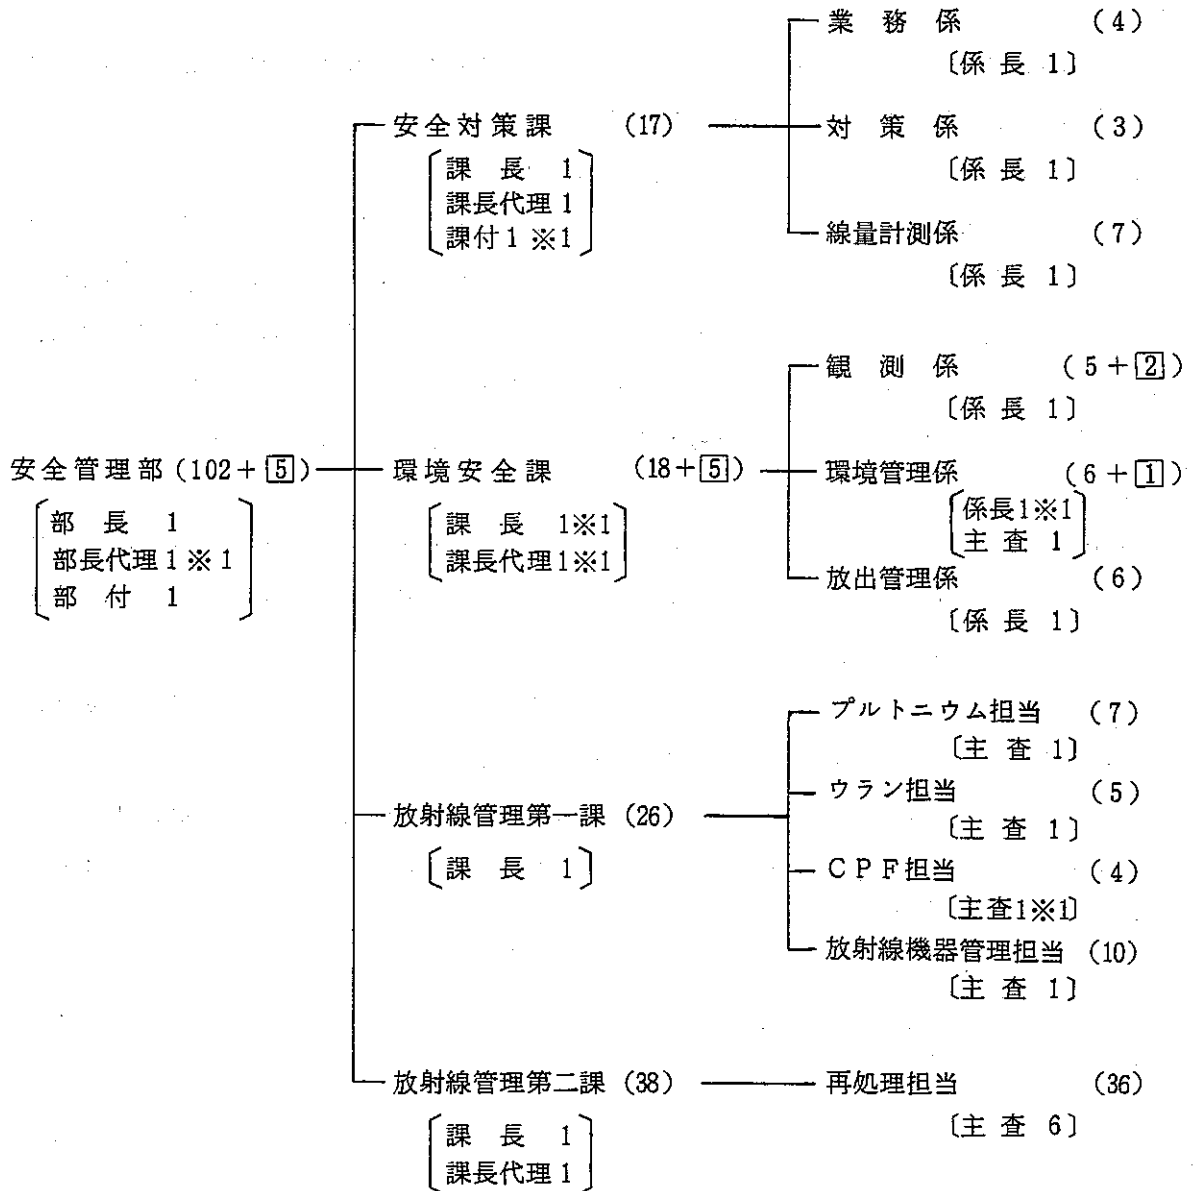 安全管理部 (102+5)
部長 1
部長代理1※1
部付 1
安全対策課 (17)
課長 1
課長代理1
課付1※1
業務係 (4)
〔係長 1〕
対策係 (3)
〔係長 1〕
線量計測係 (7)
〔係長 1〕
環境安全課 (18+5)
課長 1※1
課長代理1※1
観測係 (5+2)
〔係長 1〕
環境管理係 (6+1)
係長1※1
主査 1
放出管理係 (6)
〔係長 1〕
放射線管理第一課 (26)
課長 1
プルトニウム担当 (7)
〔主査 1〕
ウラン担当 (5)
〔主査 1〕
CPF担当 (4)
〔主査1※1〕
放射線機器管理担当 (10)
〔主査 1〕
放射線管理第二課 (38)
課長 1
課長代理1
再処理担当 (36)
〔主査 6〕